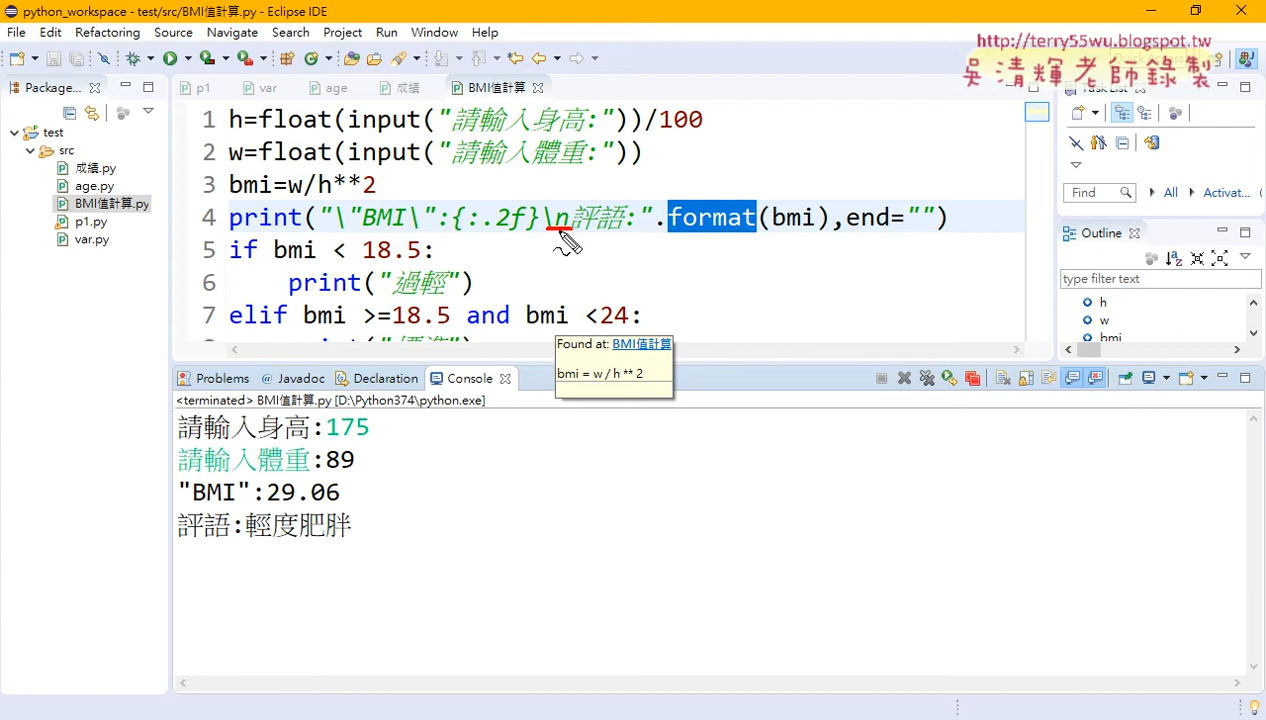 python_workspace - test/src/BMI值計算.py - Eclipse IDE
File Edit Refactoring Source Navigate Search Project Run Window Help
http://terry55wu.blogspot.tw
吳清輝老師錄製
Package...
p1
var
age
成績
BMI值計算
Task List
test
src
成績.py
age.py
BMI值計算.py
p1.py
var.py
1 h=float(input("請輸入身高:"))/100
2 w=float(input("請輸入體重:"))
3 bmi=w/h**2
4 print("\"BMI\":{:.2f}\n評語:".format(bmi),end="")
5 if bmi < 18.5:
6 print("過輕")
7 elif bmi >=18.5 and bmi <24:
Found at: BMI值計算
bmi = w / h ** 2
Find
All
Activat...
Outline
type filter text
h
w
bmi
Problems
@ Javadoc
Declaration
Console
<terminated> BMI值計算.py [D:\Python374\python.exe]
請輸入身高:175
請輸入體重:89
"BMI":29.06
評語:輕度肥胖